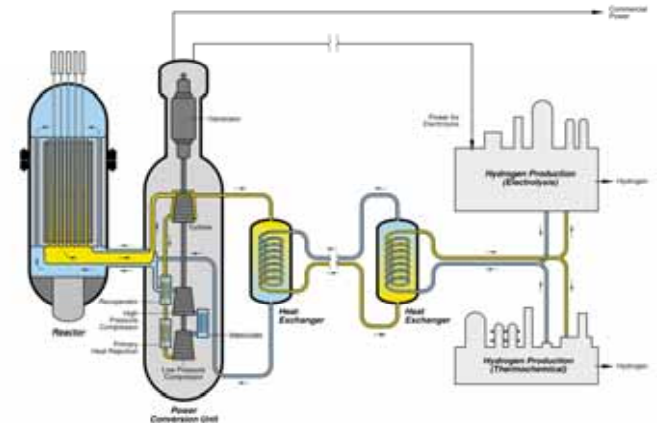 Commercial
Power
Power for
Electrolysis
Generator
Hydrogen Production
(Electrolysis)
Hydrogen
Turbine
Recuperator
High
Pressure
Compressor
Intercooler
Primary
Heat Rejection
Low Pressure
Reactor
Heat
Exchanger
Heat
Exchanger
Hydrogen Production
(Thermochemical)
Hydrogen
Power
Conversion Unit